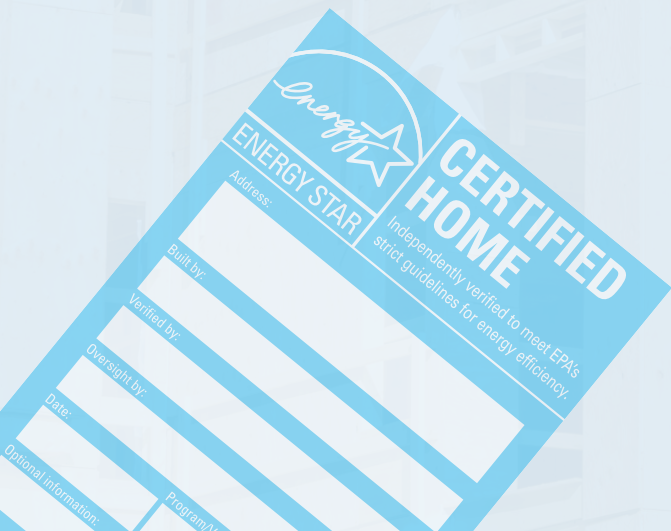 energy
ENERGY STAR
CERTIFIED
HOME
Independently verified to meet EPA's
strict guidelines for energy efficiency.
Address:
Built by:
Verified by:
Oversight by:
Date:
Optional information: